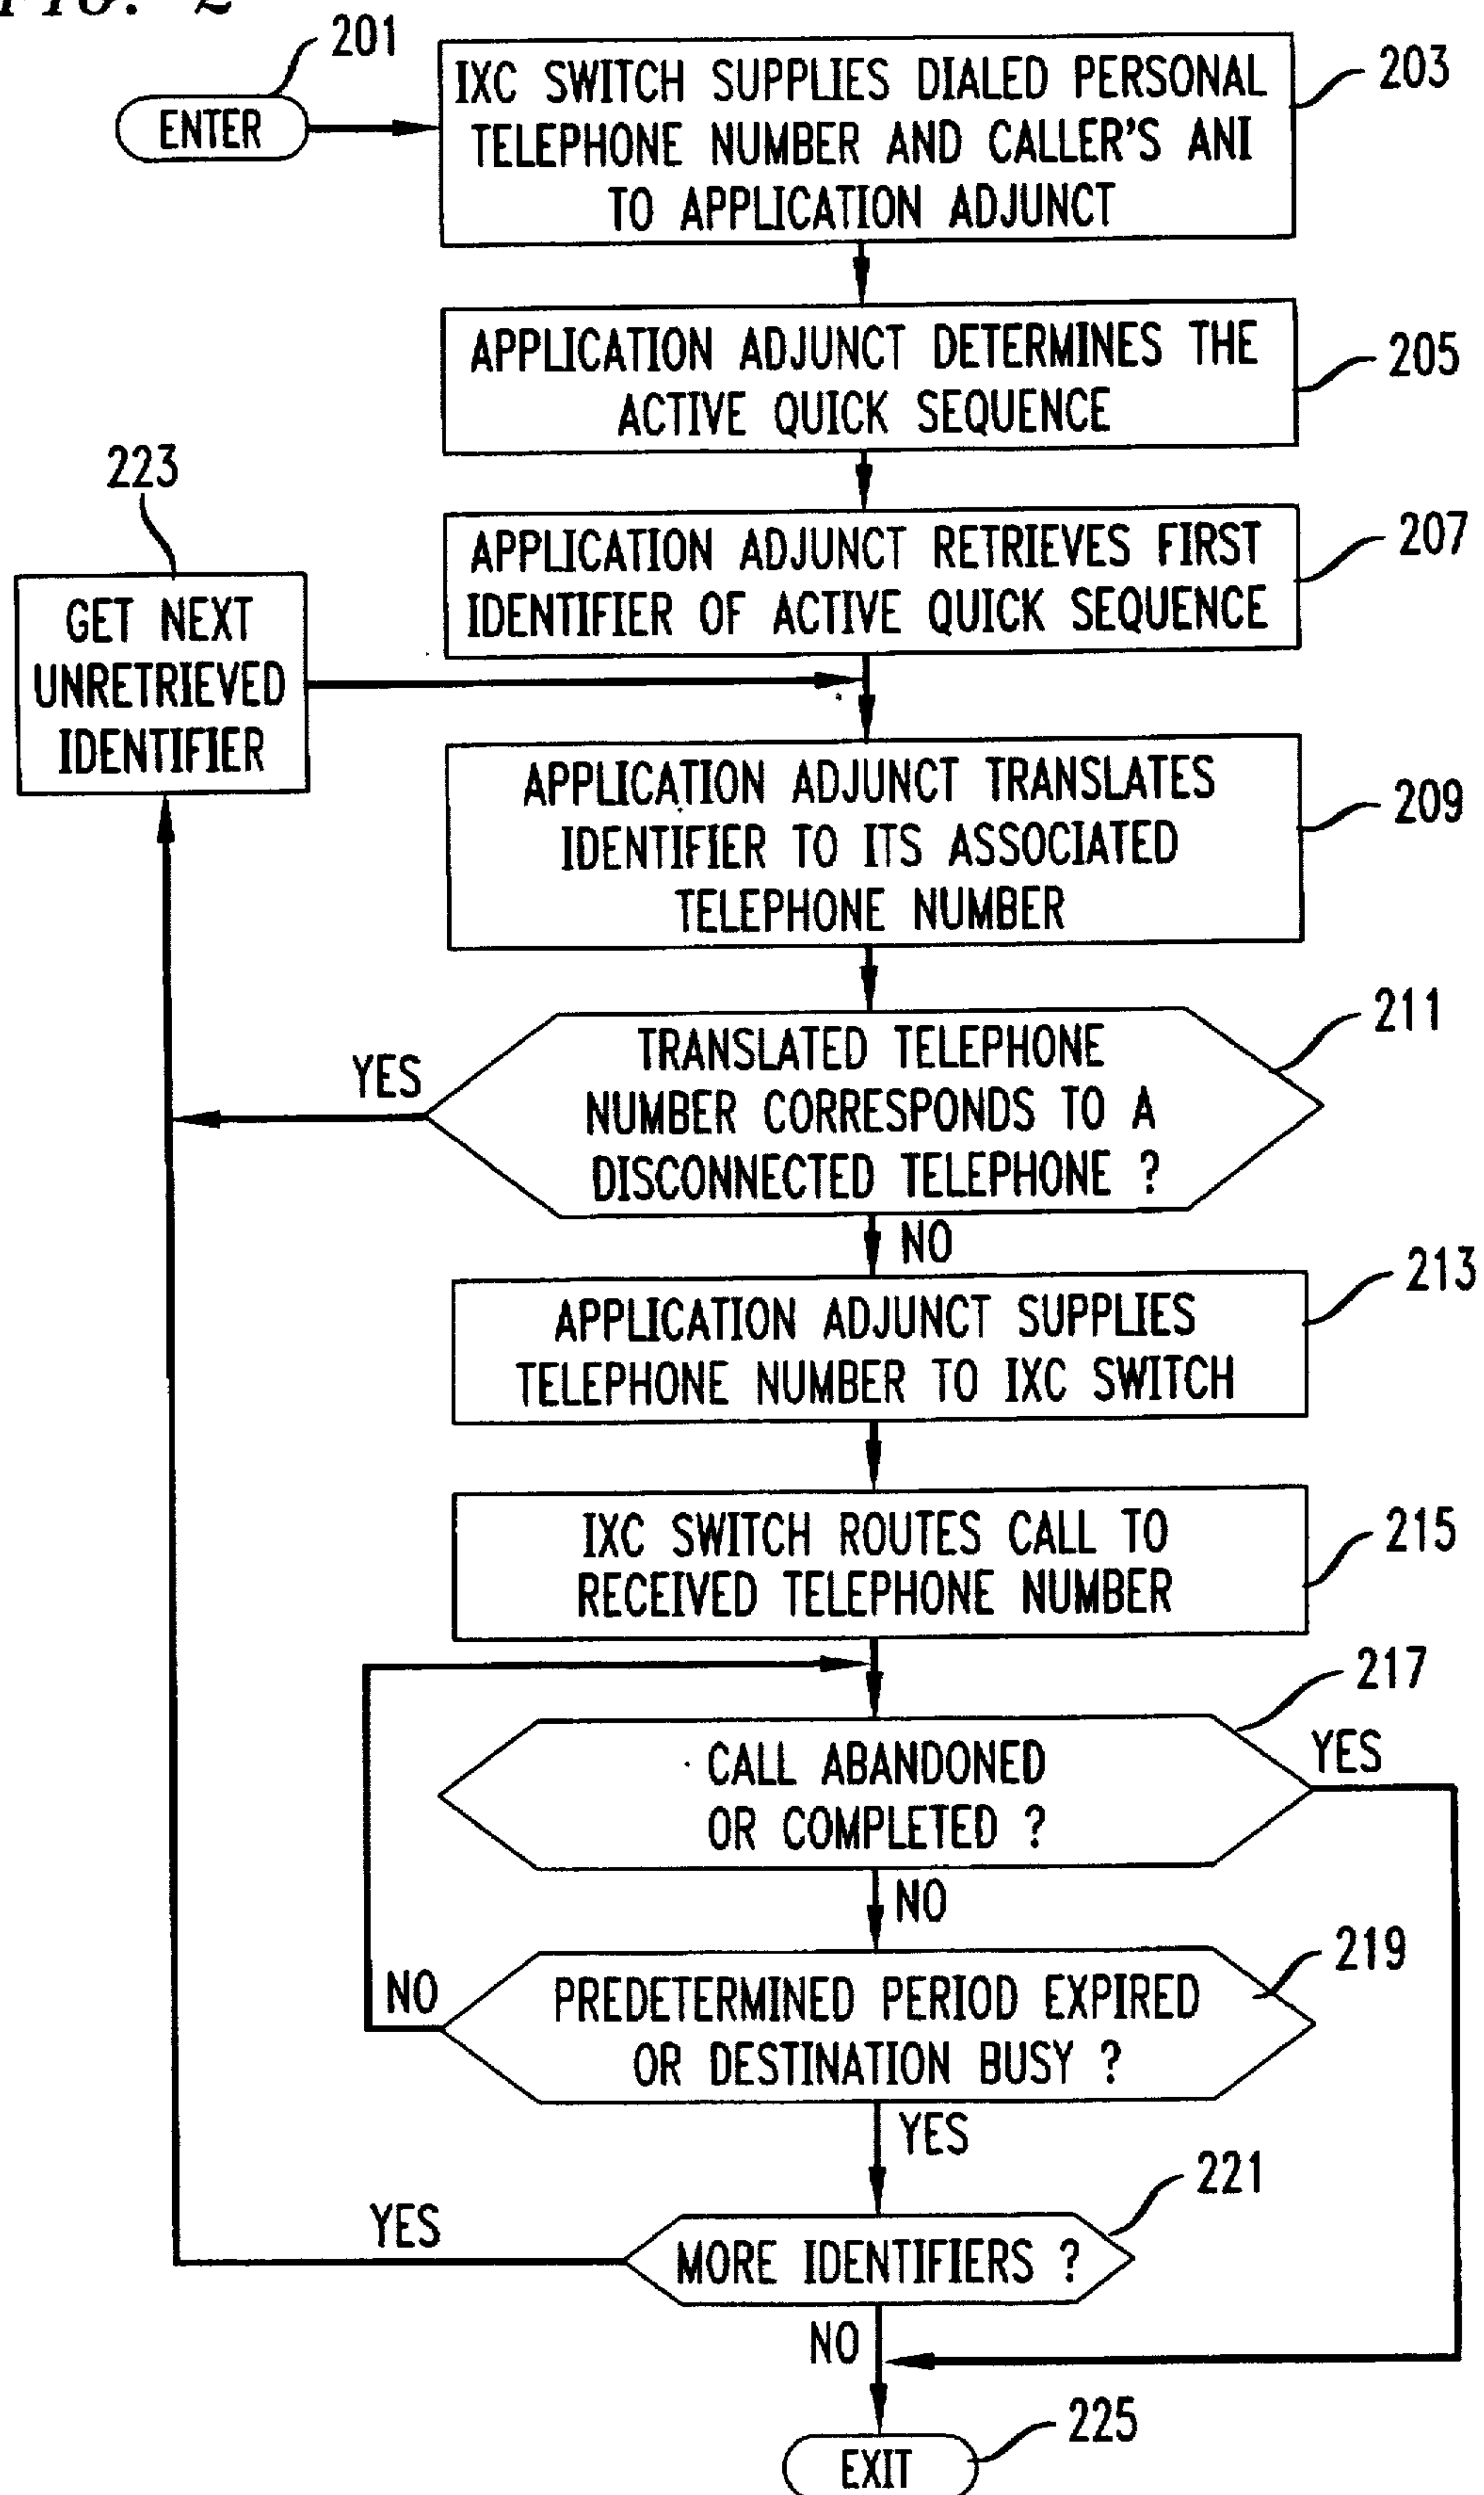 FIG. 2
201
ENTER
IXC SWITCH SUPPLIES DIALED PERSONAL
TELEPHONE NUMBER AND CALLER'S ANI
TO APPLICATION ADJUNCT
203
APPLICATION ADJUNCT DETERMINES THE
ACTIVE QUICK SEQUENCE
205
APPLICATION ADJUNCT RETRIEVES FIRST
IDENTIFIER OF ACTIVE QUICK SEQUENCE
207
223
GET NEXT
UNRETRIEVED
IDENTIFIER
APPLICATION ADJUNCT TRANSLATES
IDENTIFIER TO ITS ASSOCIATED
TELEPHONE NUMBER
209
TRANSLATED TELEPHONE
NUMBER CORRESPONDS TO A
DISCONNECTED TELEPHONE ?
211
YES
NO
APPLICATION ADJUNCT SUPPLIES
TELEPHONE NUMBER TO IXC SWITCH
213
IXC SWITCH ROUTES CALL TO
RECEIVED TELEPHONE NUMBER
215
CALL ABANDONED
OR COMPLETED ?
217
YES
NO
PREDETERMINED PERIOD EXPIRED
OR DESTINATION BUSY ?
219
NO
YES
MORE IDENTIFIERS ?
221
YES
NO
EXIT
225